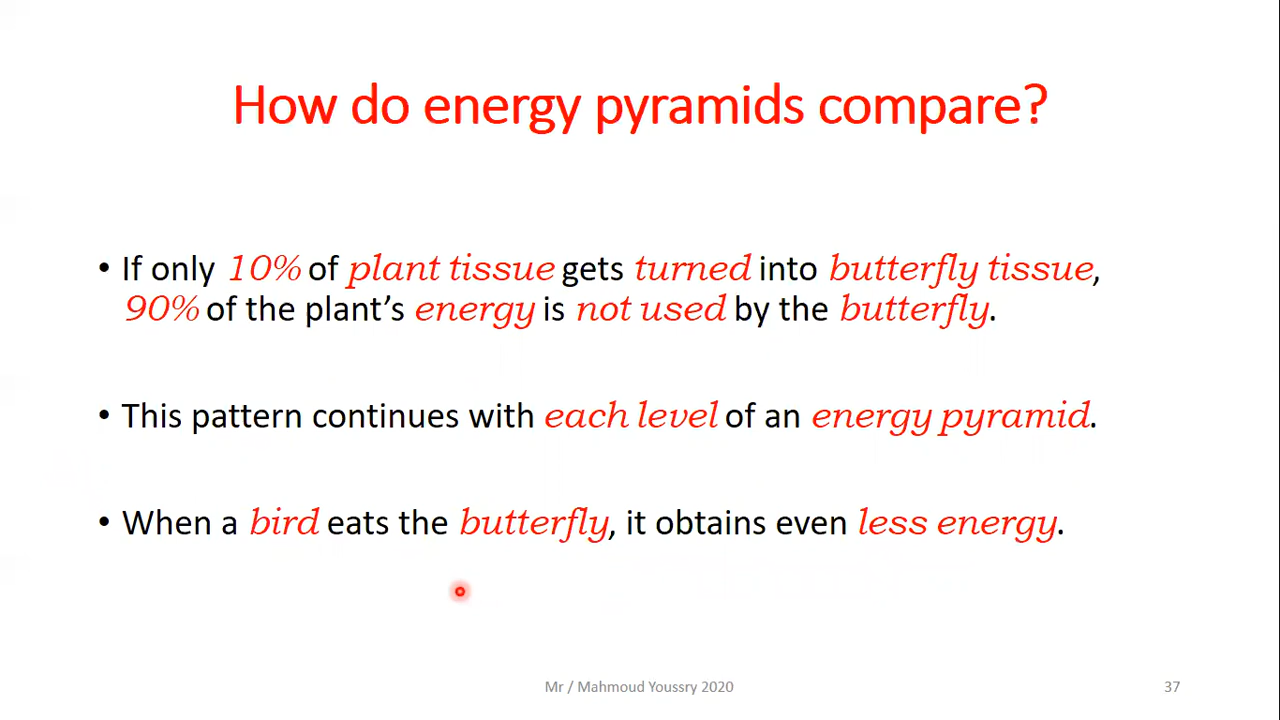 How do energy pyramids compare?
• If only 10% of plant tissue gets turned into butterfly tissue,
90% of the plant’s energy is not used by the butterfly.
• This pattern continues with each level of an energy pyramid.
• When a bird eats the butterfly, it obtains even less energy.
Mr / Mahmoud Youssry 2020
37